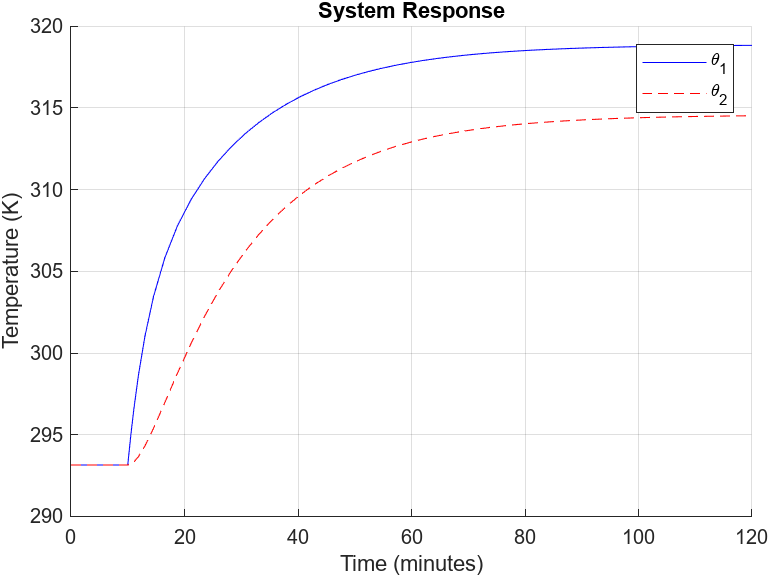 System Response
320
315
310
305
300
295
290
Temperature (K)
θ1
θ2
0 20 40 60 80 100 120
Time (minutes)